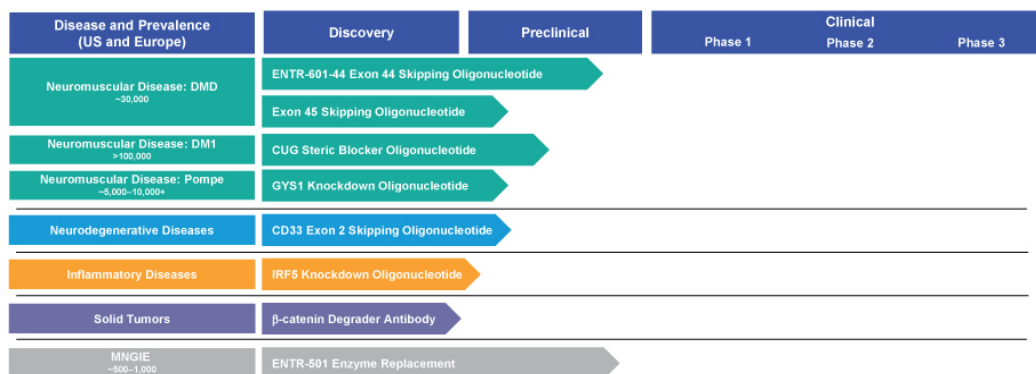 Disease and Prevalence
(US and Europe)
Discovery
Preclinical
Clinical
Phase 1
Phase 2
Phase 3
Neuromuscular Disease: DMD
~30,000
ENTR-601-44 Exon 44 Skipping Oligonucleotide
Exon 45 Skipping Oligonucleotide
Neuromuscular Disease: DM1
>100,000
CUG Steric Blocker Oligonucleotide
Neuromuscular Disease: Pompe
~5,000–10,000+
GYS1 Knockdown Oligonucleotide
Neurodegenerative Diseases
CD33 Exon 2 Skipping Oligonucleotide
Inflammatory Diseases
IRF5 Knockdown Oligonucleotide
Solid Tumors
β-catenin Degrader Antibody
MNGIE
~500–1,000
ENTR-501 Enzyme Replacement